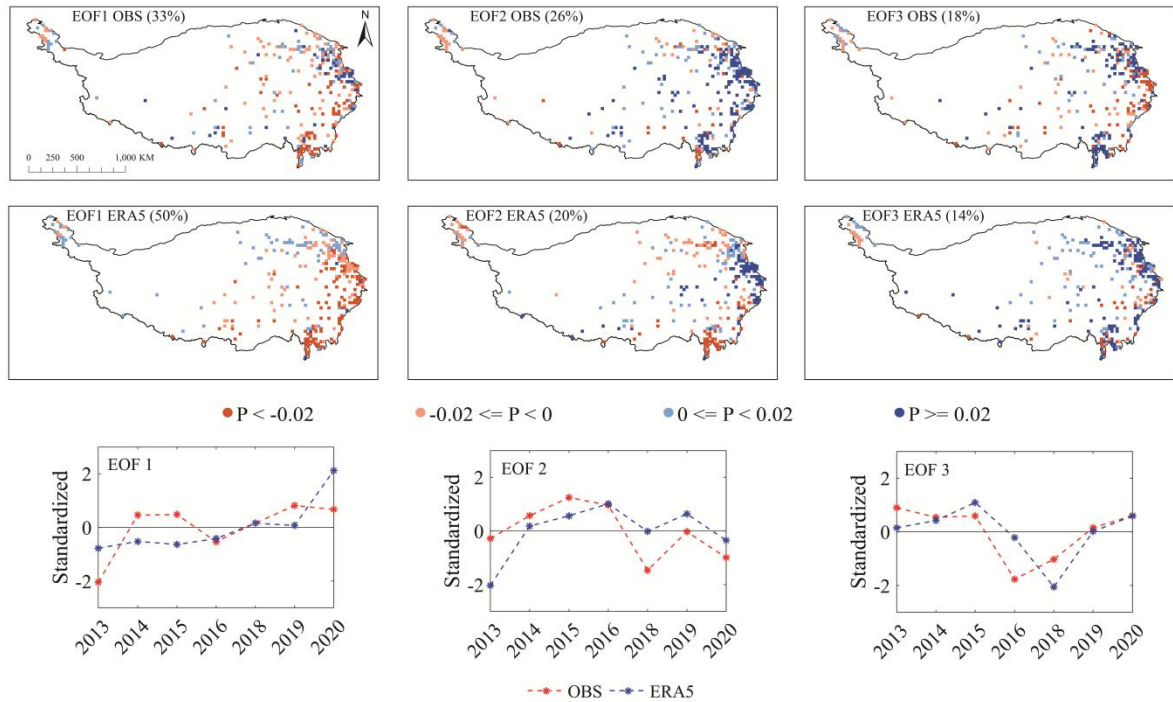 EOF1 OBS (33%)
N
0 250 500 1,000 KM
EOF2 OBS (26%)
EOF3 OBS (18%)
EOF1 ERA5 (50%)
EOF2 ERA5 (20%)
EOF3 ERA5 (14%)
P < -0.02
-0.02 <= P < 0
0 <= P < 0.02
P >= 0.02
EOF 1
Standardized
2
0
-2
2013 2014 2015 2016 2018 2019 2020
EOF 2
Standardized
2
0
-2
2013 2014 2015 2016 2018 2019 2020
EOF 3
Standardized
2
0
-2
2013 2014 2015 2016 2018 2019 2020
OBS ERA5